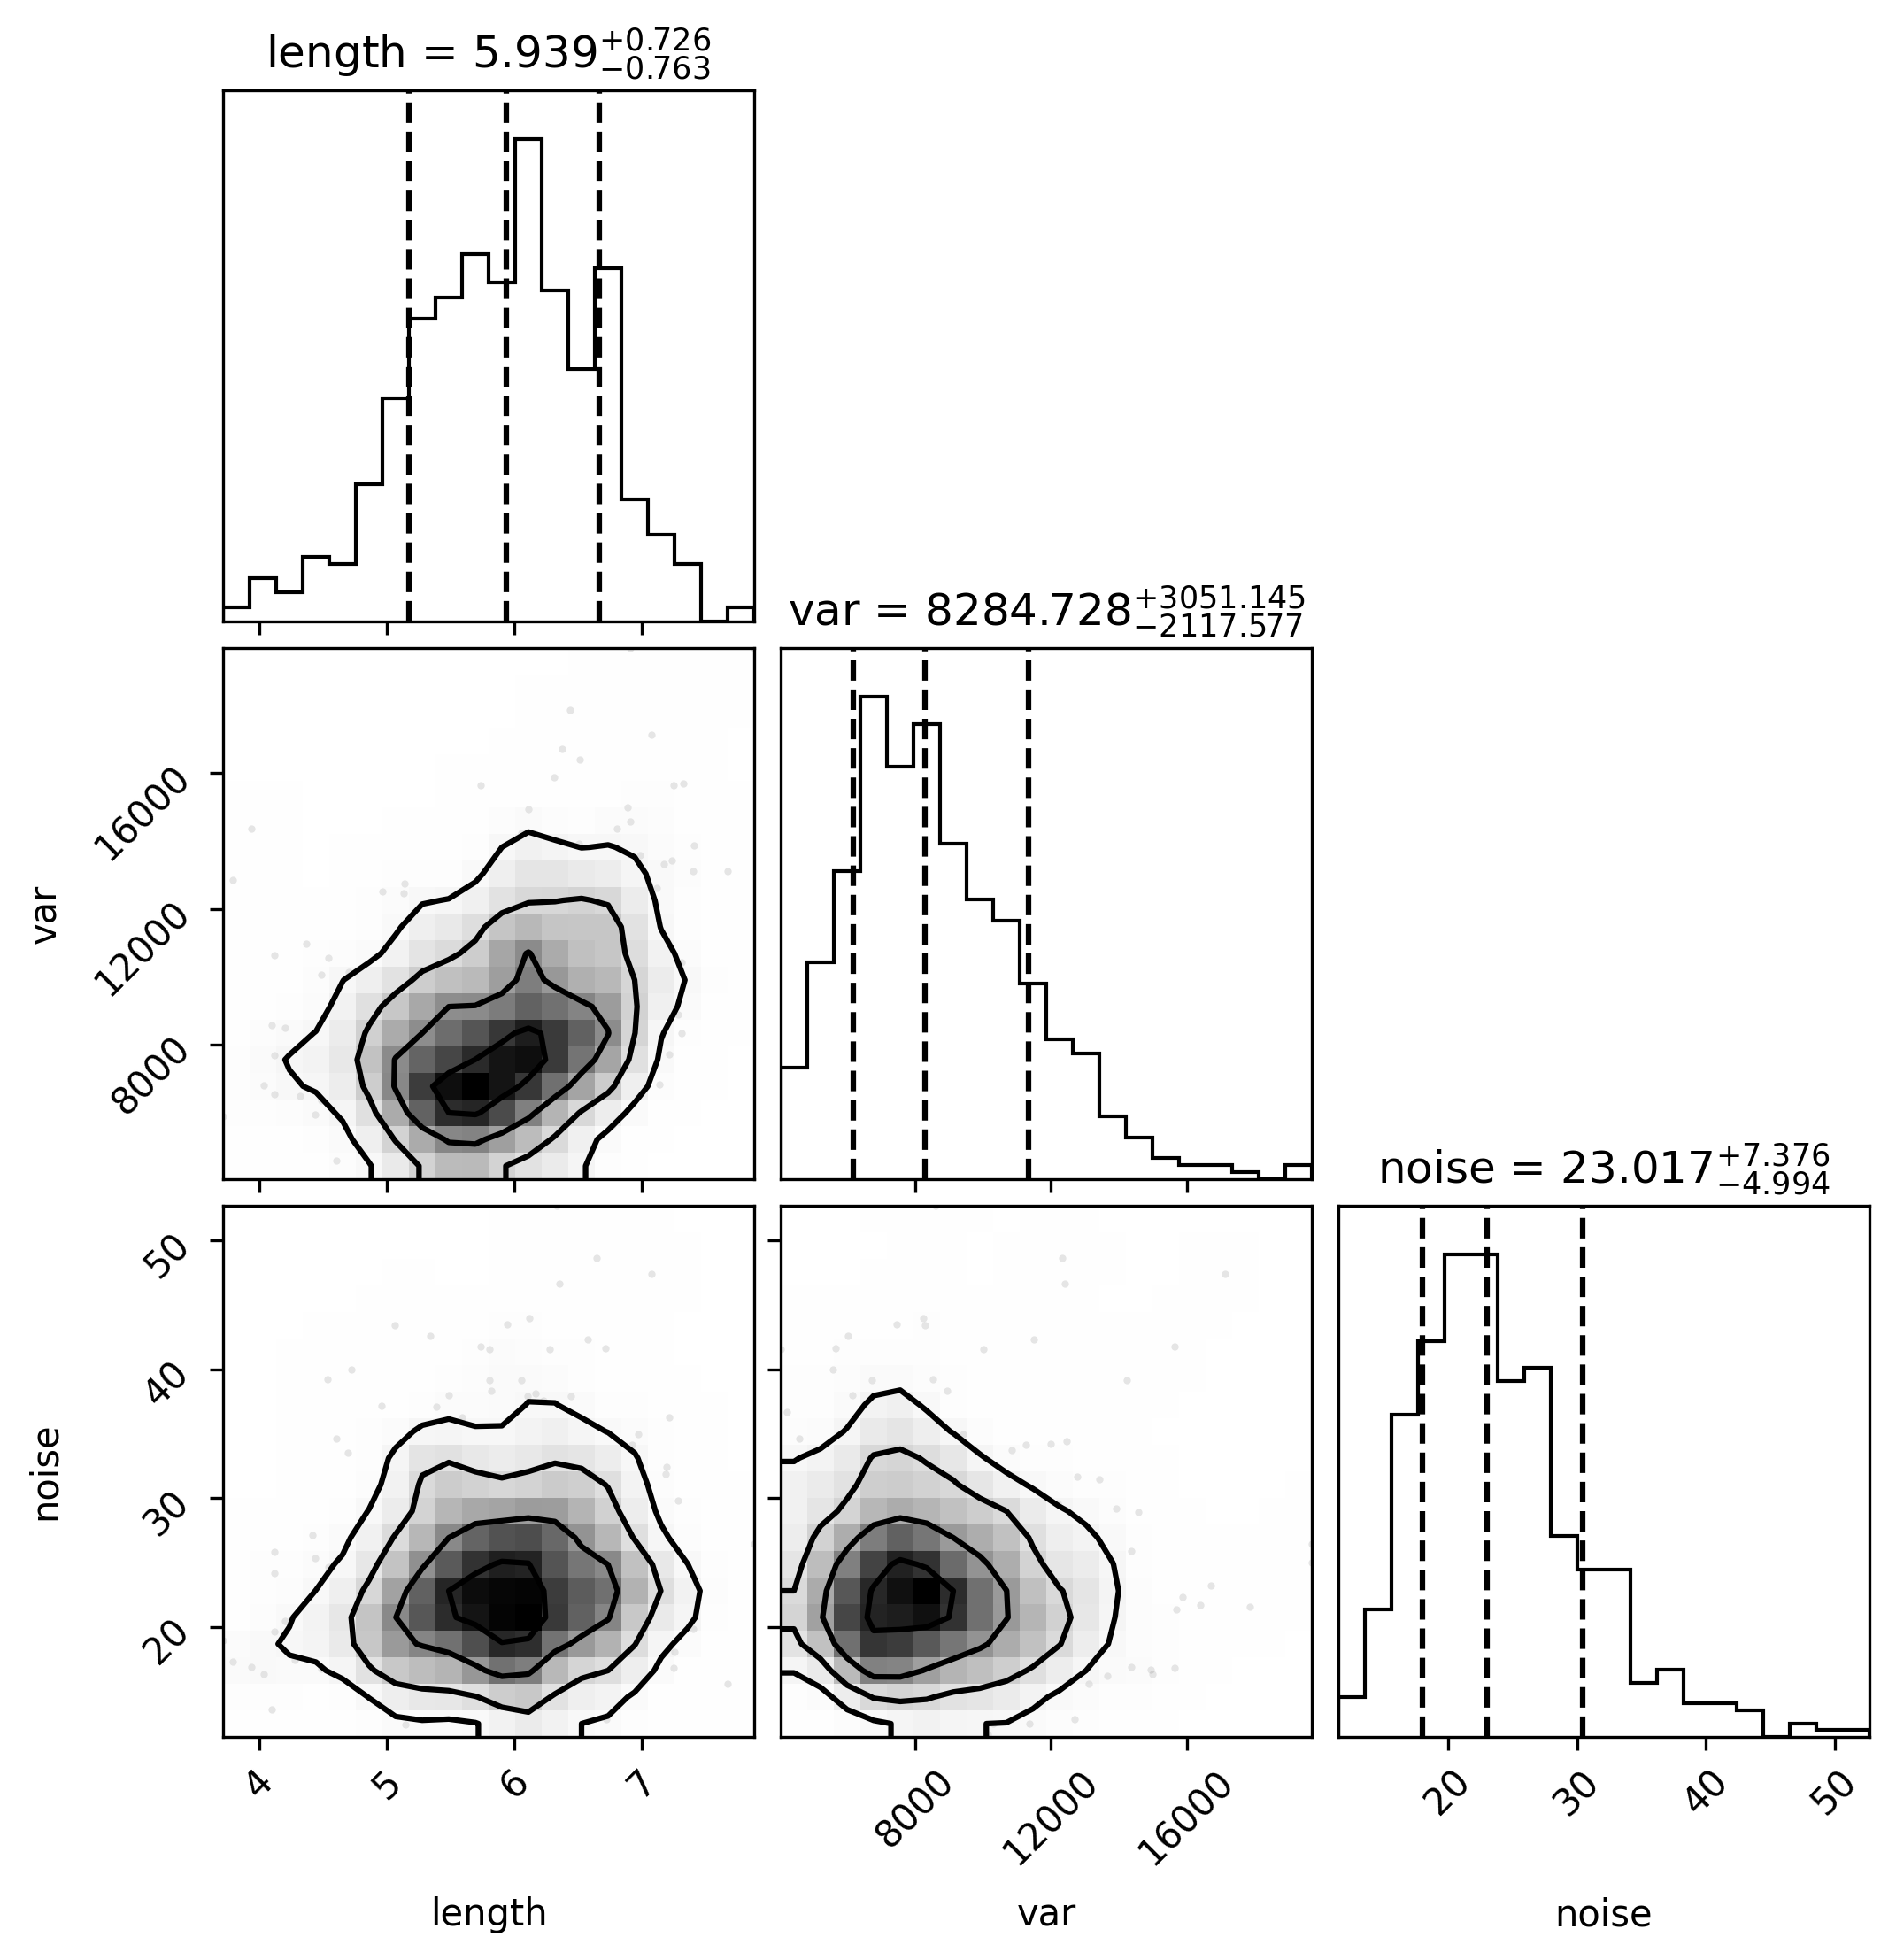 length = 5.939 +0.726 −0.763
var = 8284.728 +3051.145 −2117.577
var
16000
12000
8000
noise = 23.017 +7.376 −4.994
noise
50
40
30
20
4 5 6 7
8000 12000 16000
20 30 40 50
length
var
noise